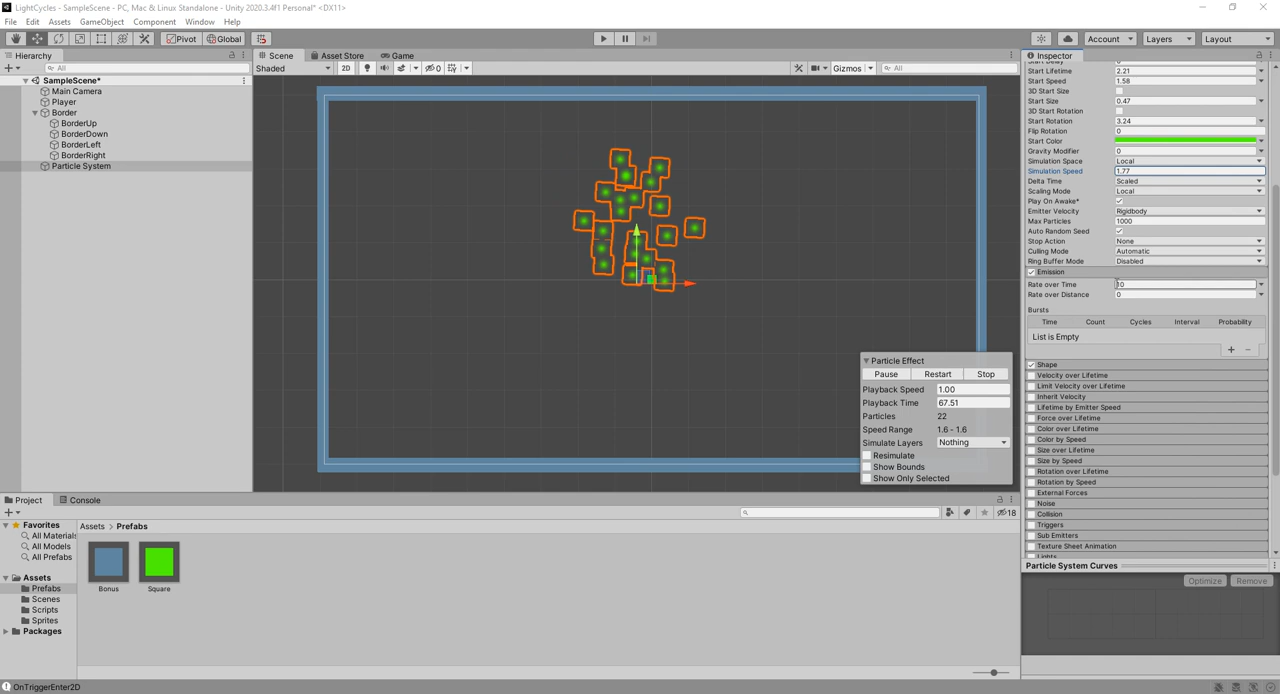 LightCycles - SampleScene - PC, Mac & Linux Standalone - Unity 2020.3.4f1 Personal* <DX11>
File Edit Assets GameObject Component Window Help
Pivot Global Account Layers Layout
Hierarchy
All
SampleScene*
Main Camera
Player
Border
BorderUp
BorderDown
BorderLeft
BorderRight
Particle System
Scene Asset Store Game
Shaded 2D 0 Gizmos All
Particle Effect
Pause Restart Stop
Playback Speed 1.00
Playback Time 67.51
Particles 22
Speed Range 1.6 - 1.6
Simulate Layers Nothing
Resimulate
Show Bounds
Show Only Selected
Inspector
Start Lifetime 2.21
Start Speed 1.58
3D Start Size
Start Size 0.47
3D Start Rotation
Start Rotation 3.24
Flip Rotation 0
Start Color
Gravity Modifier 0
Simulation Space Local
Simulation Speed 1.77
Delta Time Scaled
Scaling Mode Local
Play On Awake*
Emitter Velocity Rigidbody
Max Particles 1000
Auto Random Seed
Stop Action None
Culling Mode Automatic
Ring Buffer Mode Disabled
Emission
Rate over Time 10
Rate over Distance 0
Bursts
Time Count Cycles Interval Probability
List is Empty
Shape
Velocity over Lifetime
Limit Velocity over Lifetime
Inherit Velocity
Lifetime by Emitter Speed
Force over Lifetime
Color over Lifetime
Color by Speed
Size over Lifetime
Size by Speed
Rotation over Lifetime
Rotation by Speed
External Forces
Noise
Collision
Triggers
Sub Emitters
Texture Sheet Animation
Particle System Curves
Optimize Remove
Project Console
18
Favorites
All Material
All Models
All Prefabs
Assets
Prefabs
Scenes
Scripts
Sprites
Packages
Assets > Prefabs
Bonus Square
OnTriggerEnter2D